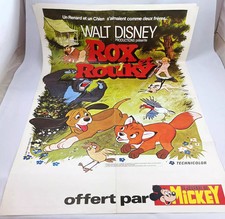 Un Renard et un Chien s'aimaient comme deux frères
WALT DISNEY
PRODUCTIONS présente
Rox
et
Rouky
TECHNICOLOR
offert par
MICKEY